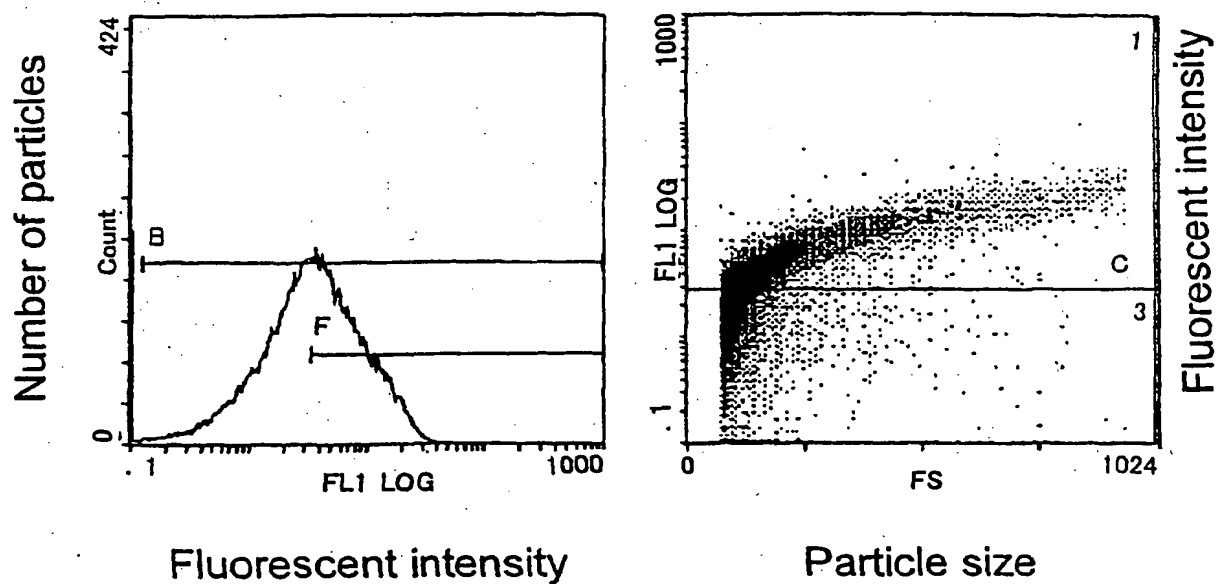 Number of particles
424
Count
0
B
F
.1
1000
FL1 LOG
Fluorescent intensity
1000
FL1 LOG
.1
1
C
3
0
1024
FS
Particle size
Fluorescent intensity